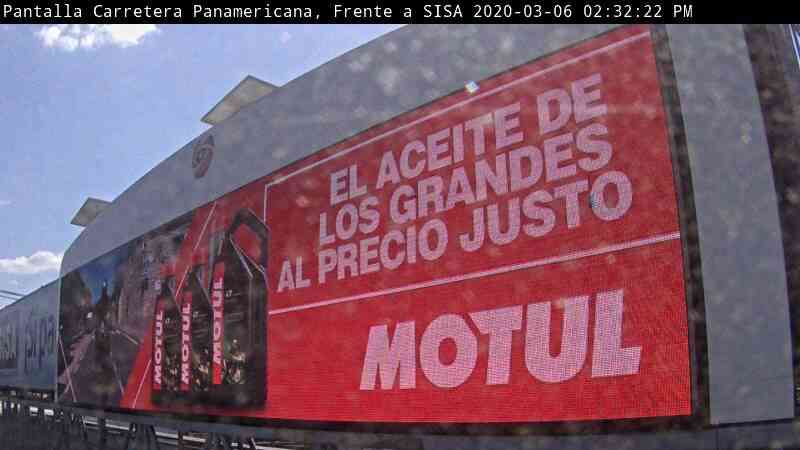 Pantalla Carretera Panamericana, Frente a SISA 2020-03-06 02:32:22 PM
EL ACEITE DE
LOS GRANDES
AL PRECIO JUSTO
MOTUL
MOTUL
MOTUL
MOTUL